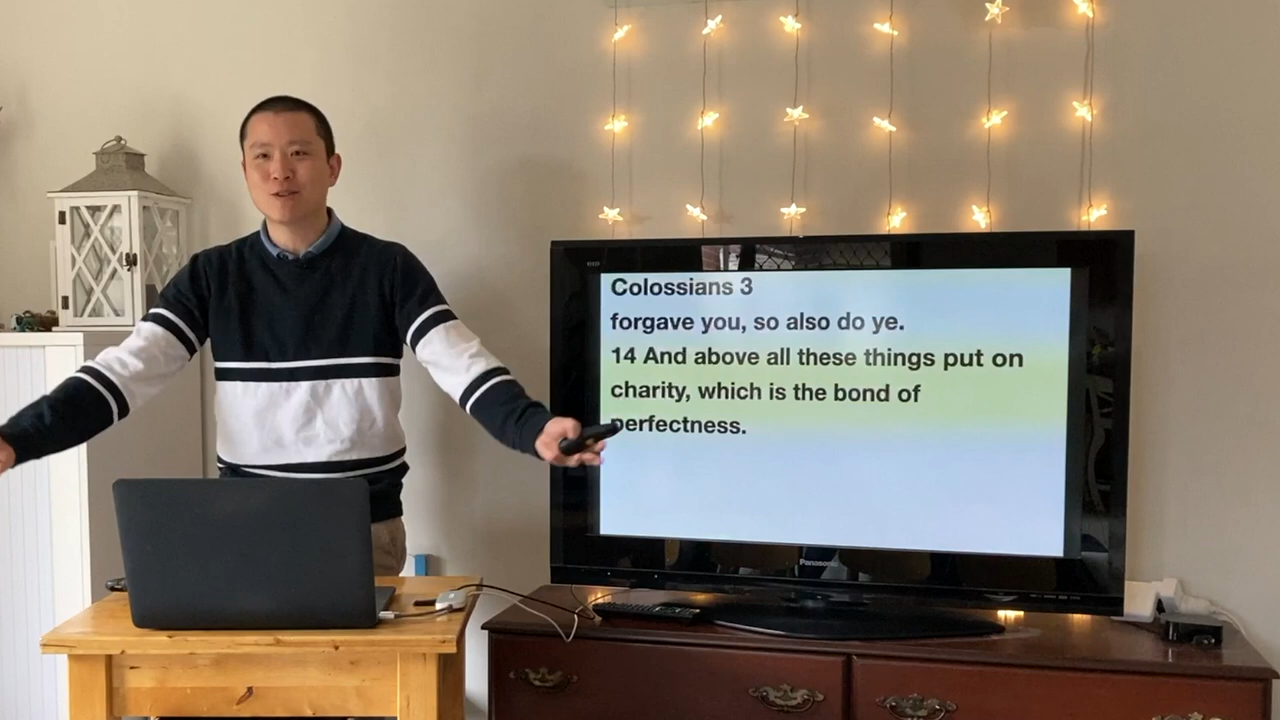 Colossians 3
forgave you, so also do ye.
14 And above all these things put on
charity, which is the bond of
perfectness.
Panasonic